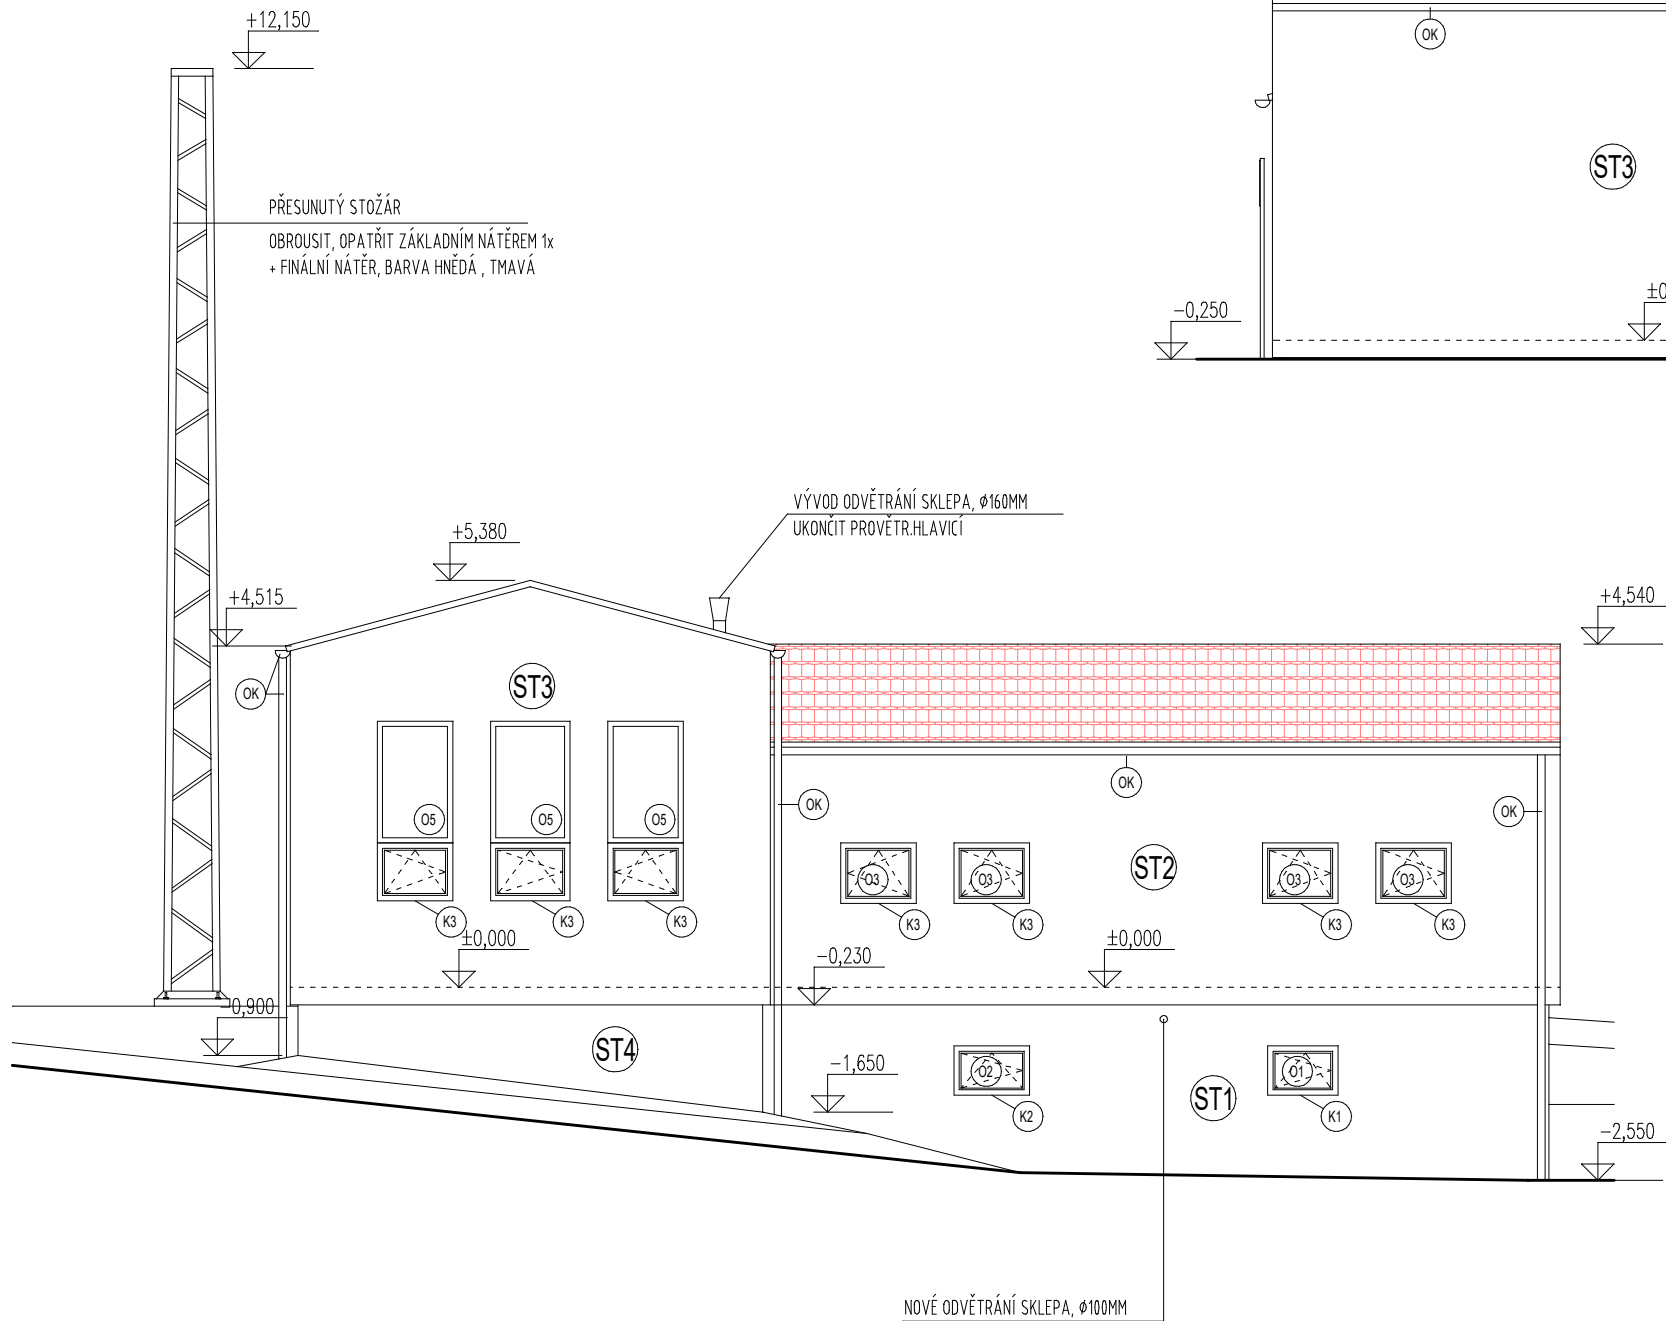 +12,150
OK
ST3
PŘESUNUTÝ STOŽÁR
OBROUSIT, OPATŘIT ZÁKLADNÍM NÁTĚREM 1x
+ FINÁLNÍ NÁTĚR, BARVA HNĚDÁ , TMAVÁ
-0,250
±0
VÝVOD ODVĚTRÁNÍ SKLEPA, ϕ160MM
UKONČIT PROVĚTR.HLAVICÍ
+5,380
+4,515
+4,540
OK
ST3
OK
OK
OK
O5
O5
O5
ST2
O3
O3
O3
O3
K3
K3
K3
K3
K3
K3
K3
±0,000
±0,000
-0,230
-0,900
ST4
-1,650
O2
O1
ST1
K2
K1
-2,550
NOVÉ ODVĚTRÁNÍ SKLEPA, ϕ100MM